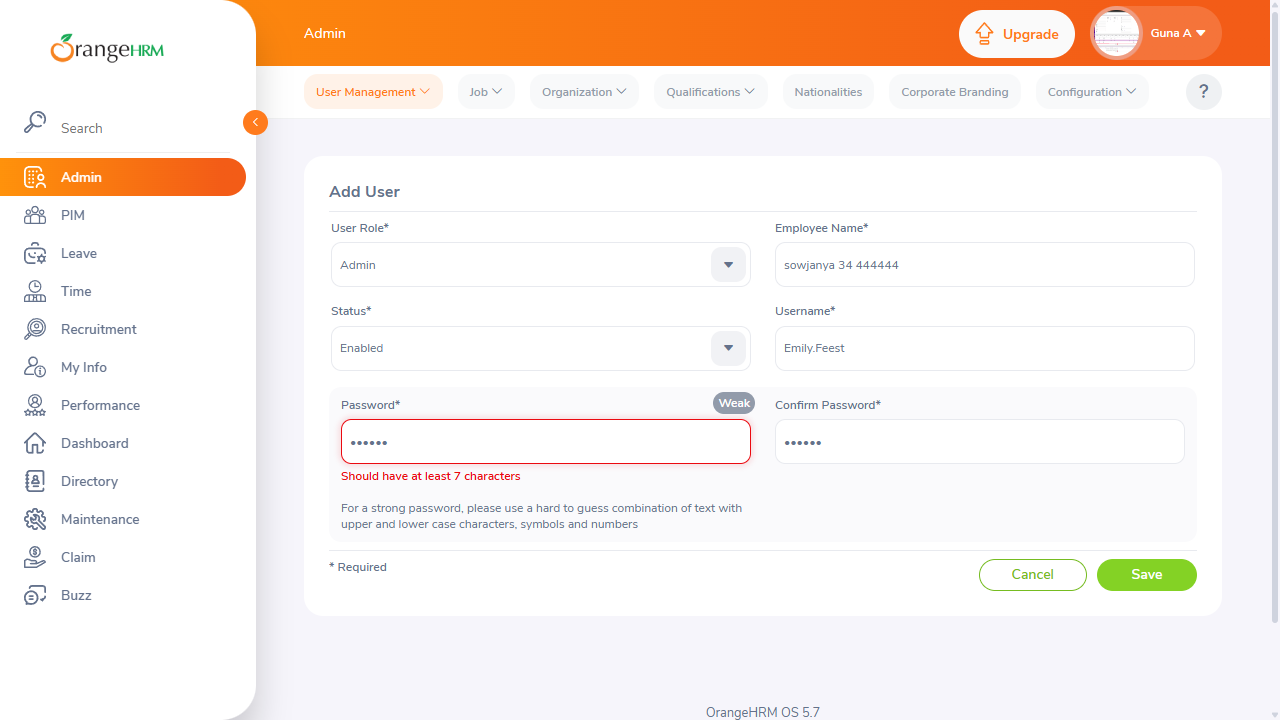 OrangeHRM
Search
Admin
PIM
Leave
Time
Recruitment
My Info
Performance
Dashboard
Directory
Maintenance
Claim
Buzz
Admin
Upgrade
Guna A
User Management
Job
Organization
Qualifications
Nationalities
Corporate Branding
Configuration
?
Add User
User Role*
Admin
Employee Name*
sowjanya 34 444444
Status*
Enabled
Username*
Emily.Feest
Password*
Weak
••••••
Should have at least 7 characters
For a strong password, please use a hard to guess combination of text with
upper and lower case characters, symbols and numbers
Confirm Password*
••••••
* Required
Cancel
Save
OrangeHRM OS 5.7